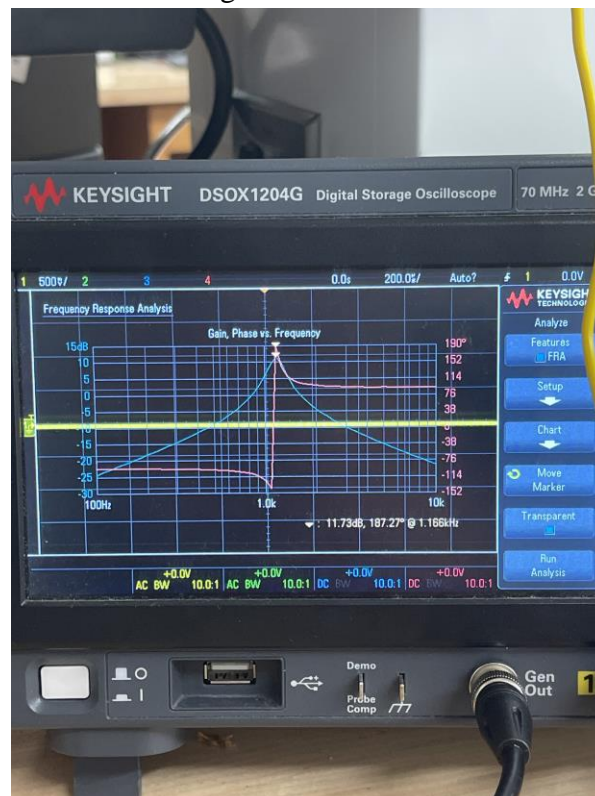 KEYSIGHT DSOX1204G Digital Storage Oscilloscope 70 MHz 2 G
1 500▽/ 2 3 4 0.0s 200.0▽/ Auto? 1 0.0V
KEYSIGH
TECHNOLOG
Frequency Response Analysis
Analyze
Gain, Phase vs. Frequency
Features
FRA
15dB
10
5
0
-5
-10
-15
-20
-25
-30
190°
152
114
76
38
0
-38
-76
-114
-152
100Hz 1.0k 10k
: 11.73dB, 187.27° @ 1.166kHz
Setup
Chart
Move
Marker
Transparent
Run
Analysis
+0.0V +0.0V +0.0V +0.0V
AC BW 10.0:1 AC BW 10.0:1 DC BW 10.0:1 DC BW 10.0:1
Demo
Probe
Comp
Gen
Out
1